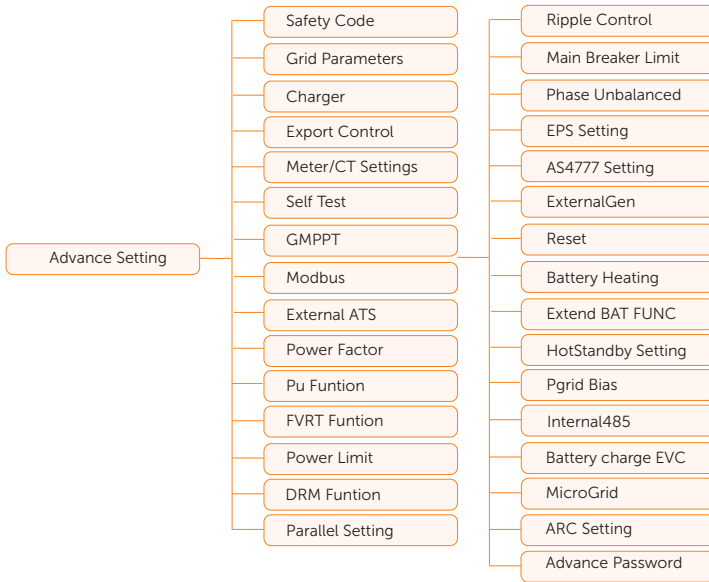 Advance Setting
Safety Code
Grid Parameters
Charger
Export Control
Meter/CT Settings
Self Test
GMPPT
Modbus
External ATS
Power Factor
Pu Funtion
FVRT Funtion
Power Limit
DRM Funtion
Parallel Setting
Ripple Control
Main Breaker Limit
Phase Unbalanced
EPS Setting
AS4777 Setting
ExternalGen
Reset
Battery Heating
Extend BAT FUNC
HotStandby Setting
Pgrid Bias
Internal485
Battery charge EVC
MicroGrid
ARC Setting
Advance Password